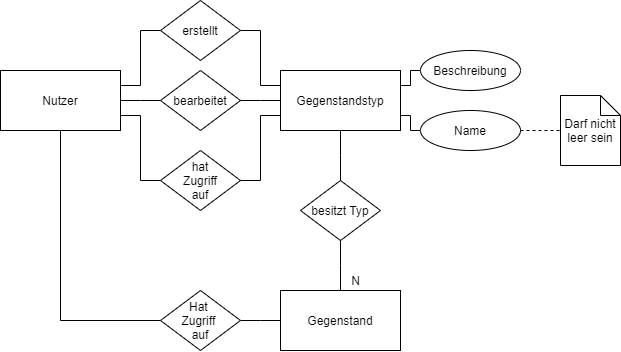 erstellt
Nutzer
bearbeitet
Gegenstandstyp
Beschreibung
Name
Darf nicht
leer sein
hat
Zugriff
auf
besitzt Typ
N
Hat
Zugriff
auf
Gegenstand